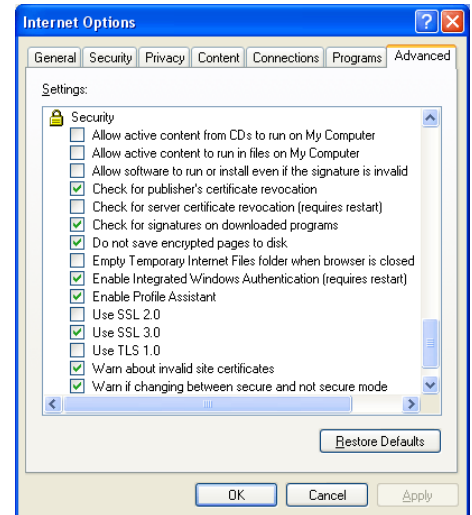 Internet Options
General Security Privacy Content Connections Programs Advanced
Settings:
Security
Allow active content from CDs to run on My Computer
Allow active content to run in files on My Computer
Allow software to run or install even if the signature is invalid
Check for publisher's certificate revocation
Check for server certificate revocation (requires restart)
Check for signatures on downloaded programs
Do not save encrypted pages to disk
Empty Temporary Internet Files folder when browser is closed
Enable Integrated Windows Authentication (requires restart)
Enable Profile Assistant
Use SSL 2.0
Use SSL 3.0
Use TLS 1.0
Warn about invalid site certificates
Warn if changing between secure and not secure mode
Restore Defaults
OK Cancel Apply